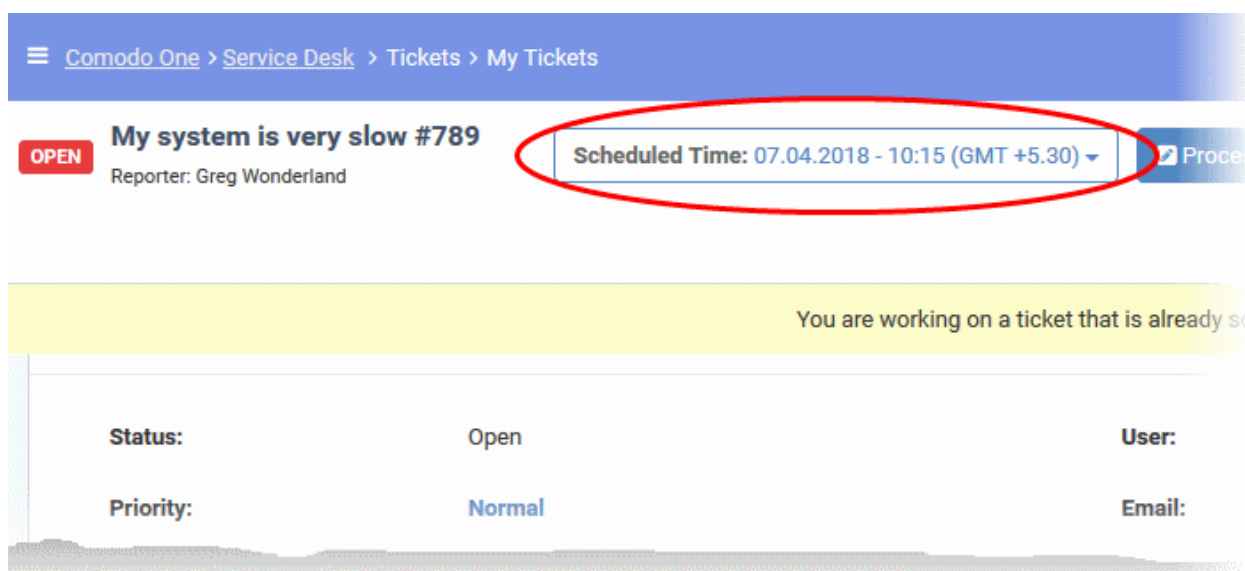 Comodo One > Service Desk > Tickets > My Tickets
OPEN
My system is very slow #789
Reporter: Greg Wonderland
Scheduled Time: 07.04.2018 - 10:15 (GMT +5.30)
You are working on a ticket that is already
Status: Open User:
Priority: Normal Email: